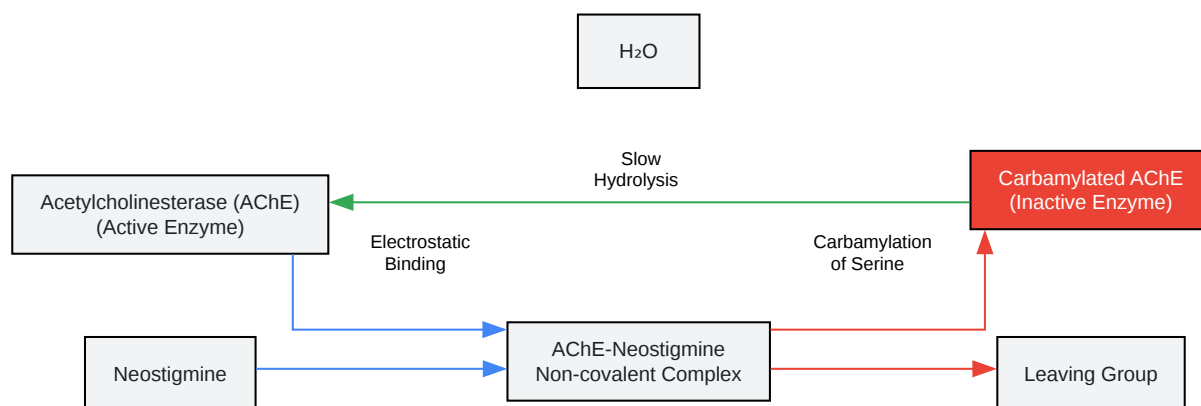 H₂O
Slow
Hydrolysis
Acetylcholinesterase (AChE)
(Active Enzyme)
Carbamylated AChE
(Inactive Enzyme)
Electrostatic
Binding
Carbamylation
of Serine
Neostigmine
AChE-Neostigmine
Non-covalent Complex
Leaving Group